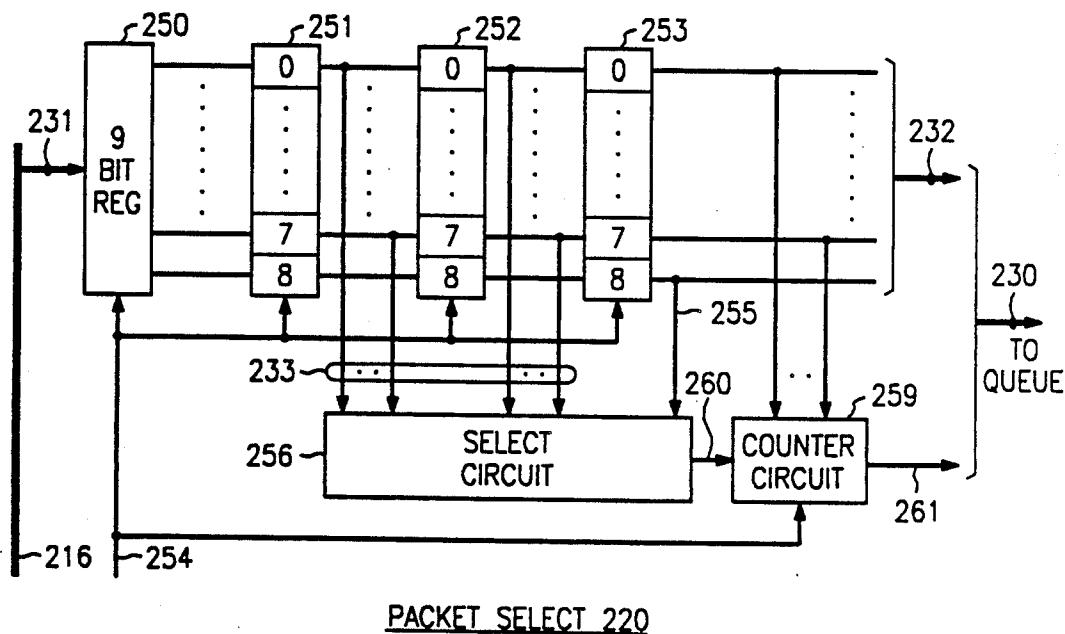 250
251
252
253
0
0
0
231
9
BIT
REG
232
7
7
7
8
8
8
230
TO
QUEUE
255
233
260
259
256
SELECT
CIRCUIT
COUNTER
CIRCUIT
261
216
254
PACKET SELECT 220